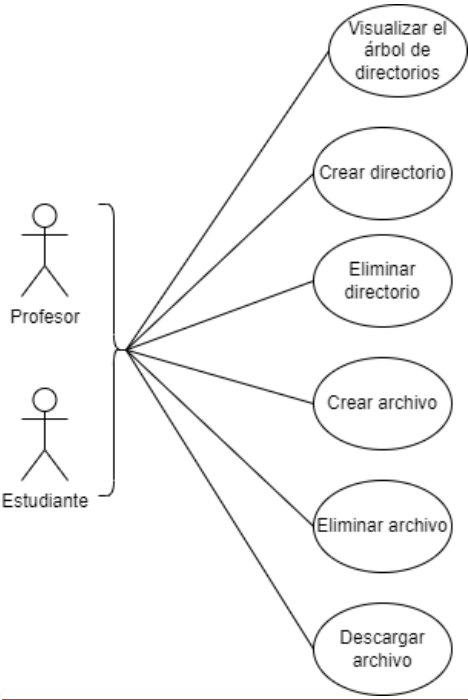 Visualizar el
árbol de
directorios
Crear directorio
Eliminar
directorio
Profesor
Crear archivo
Estudiante
Eliminar archivo
Descargar
archivo